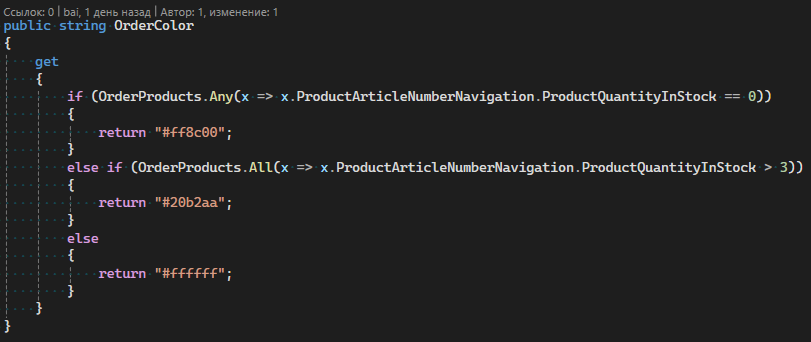 Ссылок: 0 | bai, 1 день назад | Автор: 1, изменение: 1
public string OrderColor
{
    get
    {
        if (OrderProducts.Any(x => x.ProductArticleNumberNavigation.ProductQuantityInStock == 0))
        {
            return "#ff8c00";
        }
        else if (OrderProducts.All(x => x.ProductArticleNumberNavigation.ProductQuantityInStock > 3))
        {
            return "#20b2aa";
        }
        else
        {
            return "#ffffff";
        }
    }
}